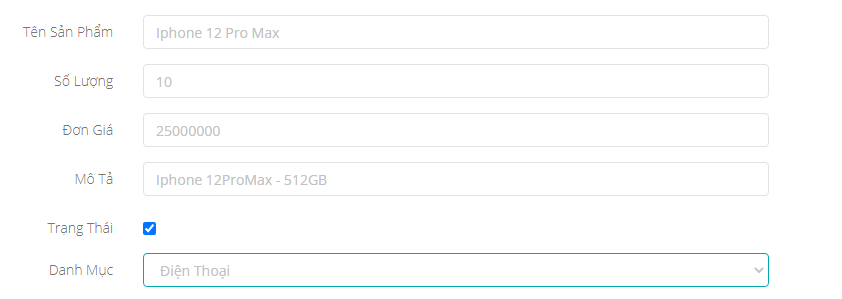 Tên Sản Phẩm Iphone 12 Pro Max
Số Lượng 10
Đơn Giá 25000000
Mô Tả Iphone 12ProMax - 512GB
Trạng Thái
Danh Mục Điện Thoại